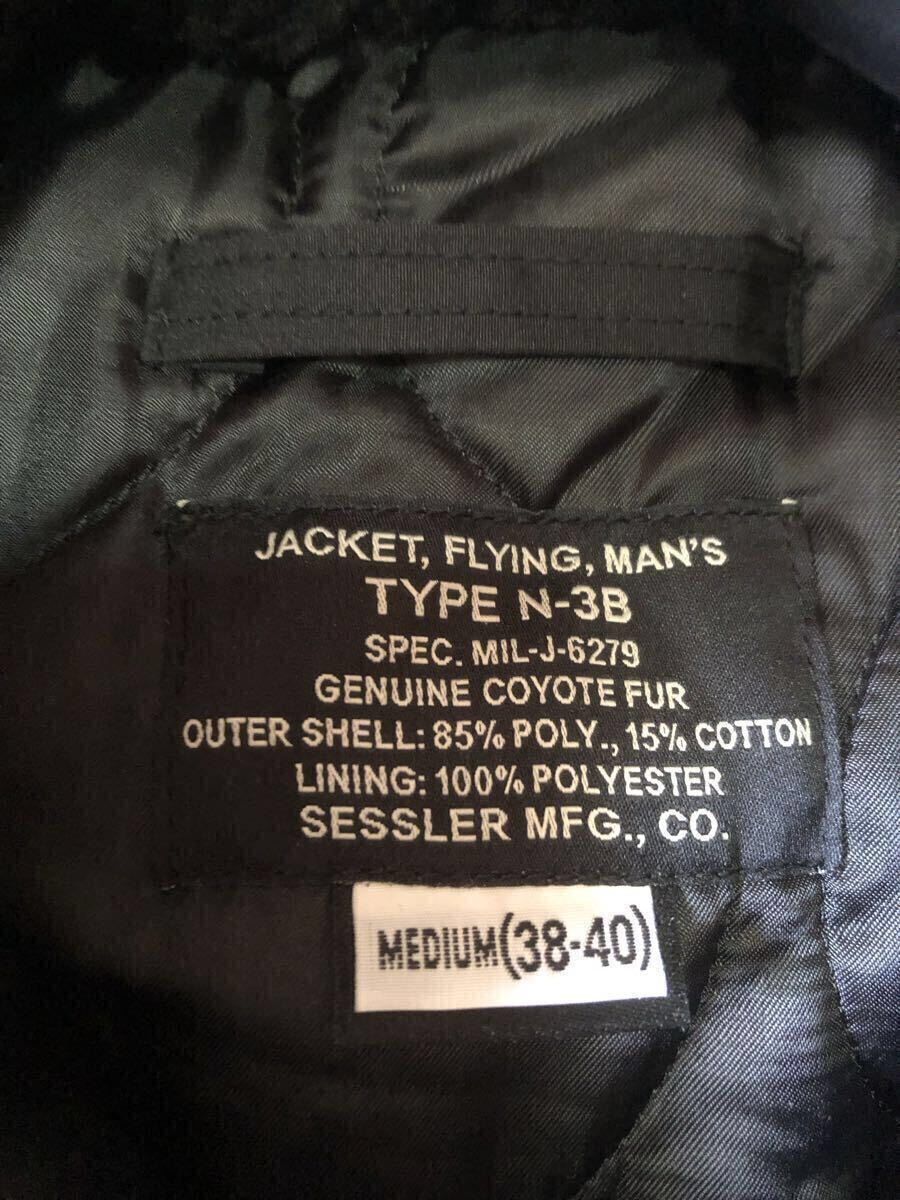 JACKET, FLYING, MAN'S
TYPE N-3B
SPEC. MIL-J-6279
GENUINE COYOTE FUR
OUTER SHELL: 85% POLY., 15% COTTON
LINING: 100% POLYESTER
SESSLER MFG., CO.
MEDIUM(38-40)